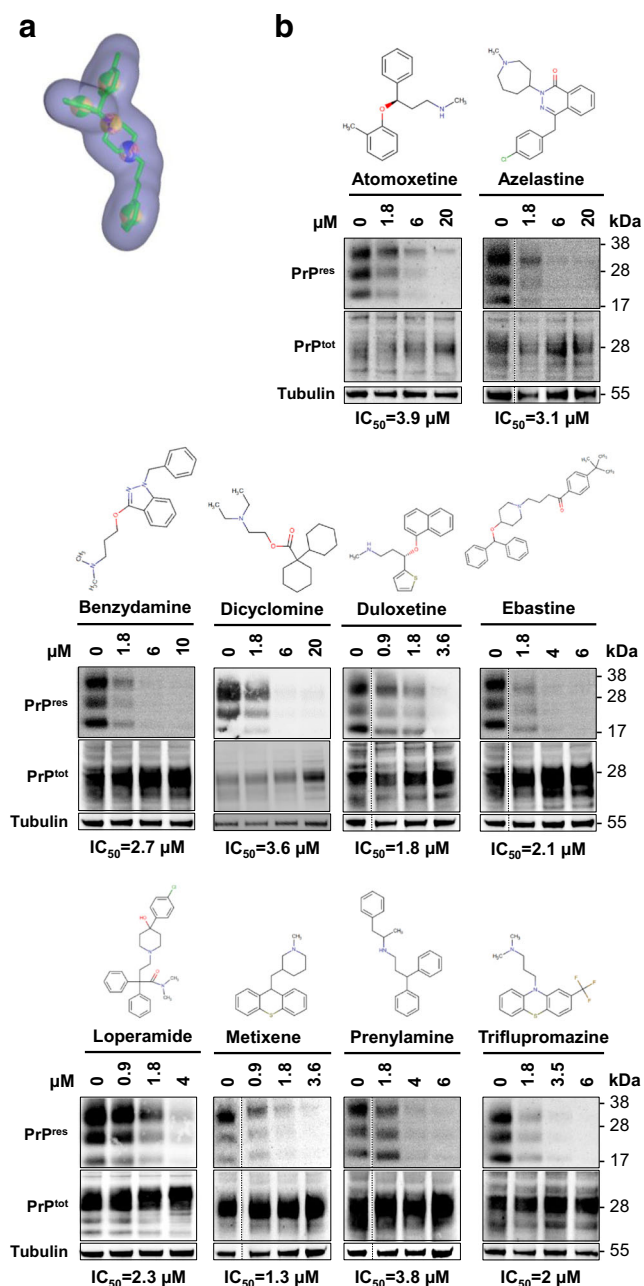 a
b
Atomoxetine Azelastine
µM 0 1.8 6 20 0 1.8 6 20 kDa
PrPres
38
28
17
PrPtot
28
Tubulin
55
IC50=3.9 µM IC50=3.1 µM
Benzydamine Dicyclomine Duloxetine Ebastine
µM 0 1.8 6 10 0 1.8 6 20 0 0.9 1.8 3.6 0 1.8 4 6 kDa
PrPres
38
28
17
PrPtot
28
Tubulin
55
IC50=2.7 µM IC50=3.6 µM IC50=1.8 µM IC50=2.1 µM
Loperamide Metixene Prenylamine Triflupromazine
µM 0 0.9 1.8 4 0 0.9 1.8 3.6 0 1.8 4 6 0 1.8 3.5 6 kDa
PrPres
38
28
17
PrPtot
28
Tubulin
55
IC50=2.3 µM IC50=1.3 µM IC50=3.8 µM IC50=2 µM